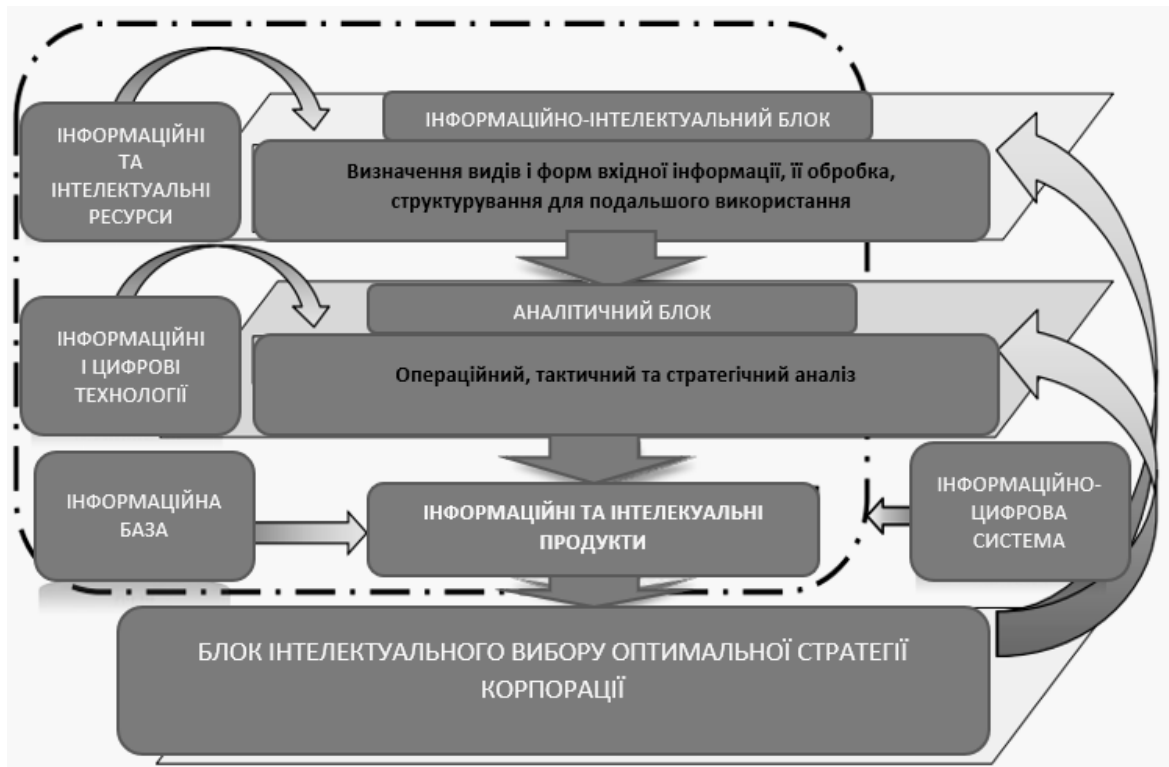 ІНФОРМАЦІЙНІ
ТА
ІНТЕЛЕКТУАЛЬНІ
РЕСУРСИ
ІНФОРМАЦІЙНО-ІНТЕЛЕКТУАЛЬНИЙ БЛОК
Визначення видів і форм вхідної інформації, її обробка,
структурування для подальшого використання
ІНФОРМАЦІЙНІ
І ЦИФРОВІ
ТЕХНОЛОГІЇ
АНАЛІТИЧНИЙ БЛОК
Операційний, тактичний та стратегічний аналіз
ІНФОРМАЦІЙНА
БАЗА
ІНФОРМАЦІЙНІ ТА ІНТЕЛЕКУАЛЬНІ
ПРОДУКТИ
ІНФОРМАЦІЙНО-
ЦИФРОВА
СИСТЕМА
БЛОК ІНТЕЛЕКТУАЛЬНОГО ВИБОРУ ОПТИМАЛЬНОЇ СТРАТЕГІЇ
КОРПОРАЦІЇ